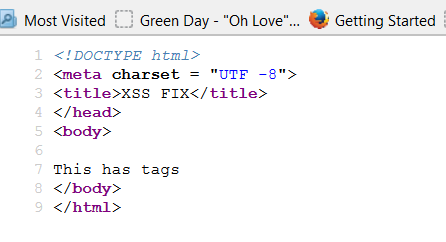 Most Visited Green Day - "Oh Love"... Getting Started
1 <!DOCTYPE html>
2 <meta charset = "UTF -8">
3 <title>XSS FIX</title>
4 </head>
5 <body>
6
7 This has tags
8 </body>
9 </html>